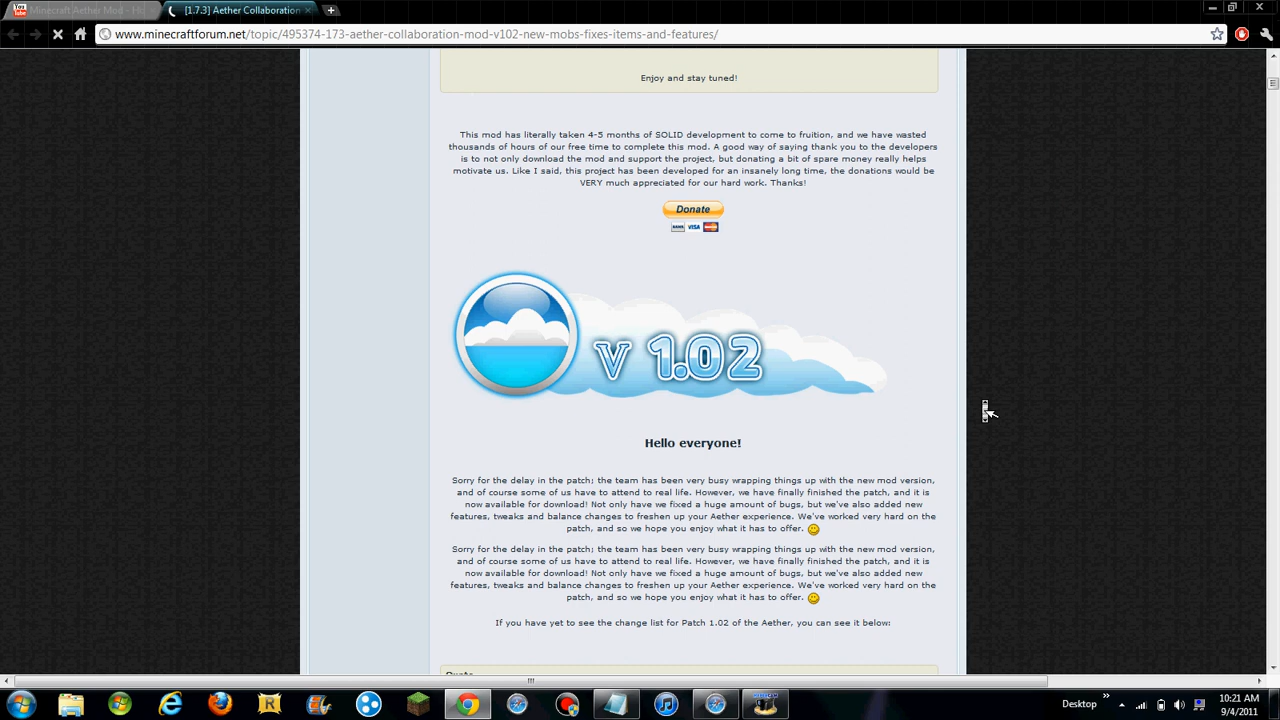 Minecraft Aether Mod - Ho
[1.7.3] Aether Collaboration
www.minecraftforum.net/topic/495374-173-aether-collaboration-mod-v102-new-mobs-fixes-items-and-features/
Enjoy and stay tuned!
This mod has literally taken 4-5 months of SOLID development to come to fruition, and we have wasted
thousands of hours of our free time to complete this mod. A good way of saying thank you to the developers
is to not only download the mod and support the project, but donating a bit of spare money really helps
motivate us. Like I said, this project has been developed for an insanely long time, the donations would be
VERY much appreciated for our hard work. Thanks!
Donate
VISA
v 1.02
Hello everyone!
Sorry for the delay in the patch; the team has been very busy wrapping things up with the new mod version,
and of course some of us have to attend to real life. However, we have finally finished the patch, and it is
now available for download! Not only have we fixed a huge amount of bugs, but we've also added new
features, tweaks and balance changes to freshen up your Aether experience. We've worked very hard on the
patch, and so we hope you enjoy what it has to offer.
Sorry for the delay in the patch; the team has been very busy wrapping things up with the new mod version,
and of course some of us have to attend to real life. However, we have finally finished the patch, and it is
now available for download! Not only have we fixed a huge amount of bugs, but we've also added new
features, tweaks and balance changes to freshen up your Aether experience. We've worked very hard on the
patch, and so we hope you enjoy what it has to offer.
If you have yet to see the change list for Patch 1.02 of the Aether, you can see it below:
Quote
Desktop
10:21 AM
9/4/2011